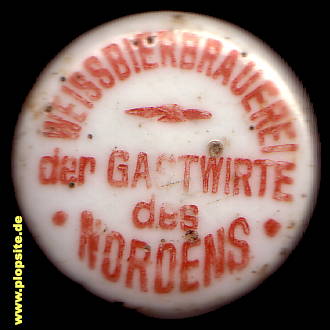 WEISSBIERBRAUEREI
der GASTWIRTE
des
• NORDENS •
www.plopsite.de